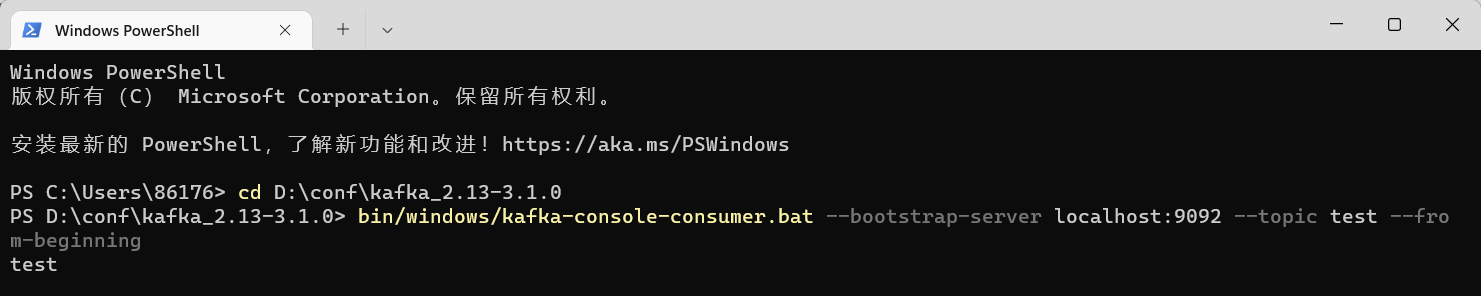 Windows PowerShell
Windows PowerShell
版权所有（C） Microsoft Corporation。保留所有权利。
安装最新的 PowerShell，了解新功能和改进！https://aka.ms/PSWindows
PS C:\Users\86176> cd D:\conf\kafka_2.13-3.1.0
PS D:\conf\kafka_2.13-3.1.0> bin/windows/kafka-console-consumer.bat --bootstrap-server localhost:9092 --topic test --fro
m-beginning
test